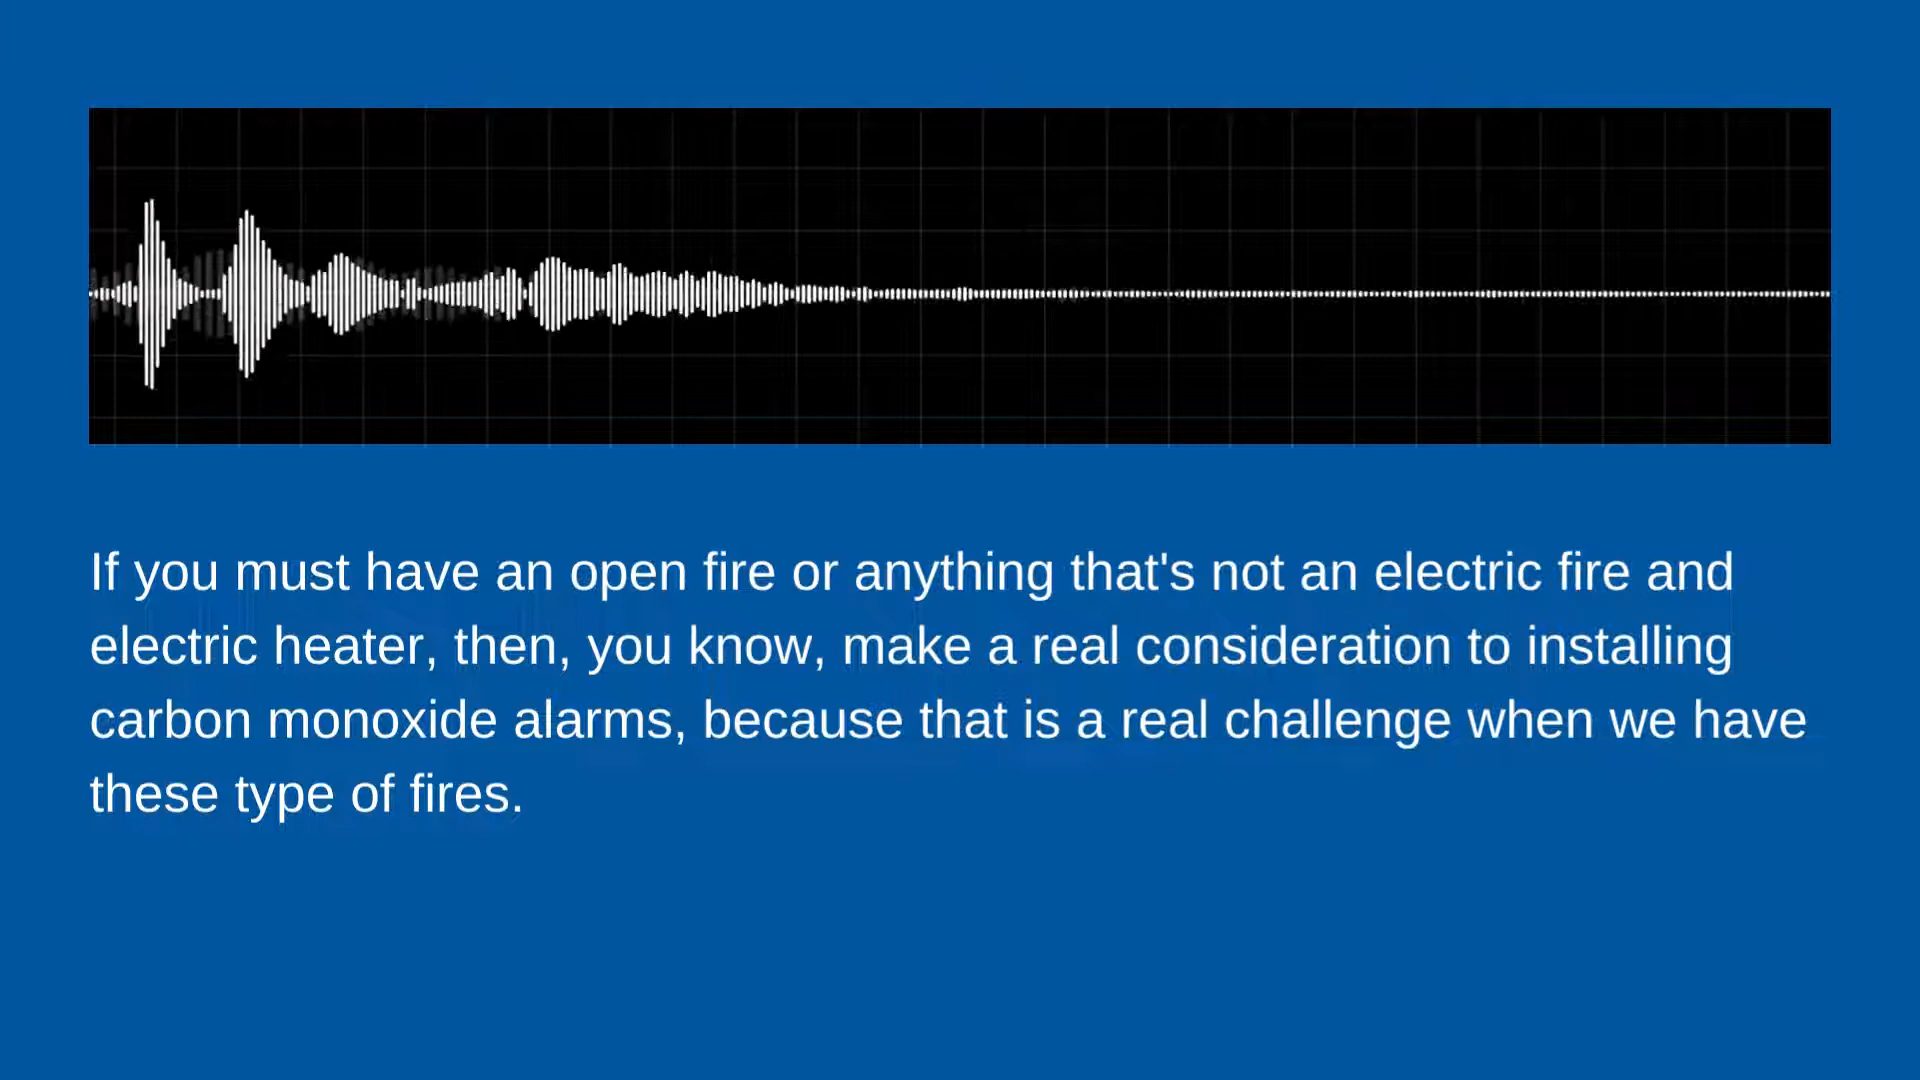 If you must have an open fire or anything that's not an electric fire and
electric heater, then, you know, make a real consideration to installing
carbon monoxide alarms, because that is a real challenge when we have
these type of fires.